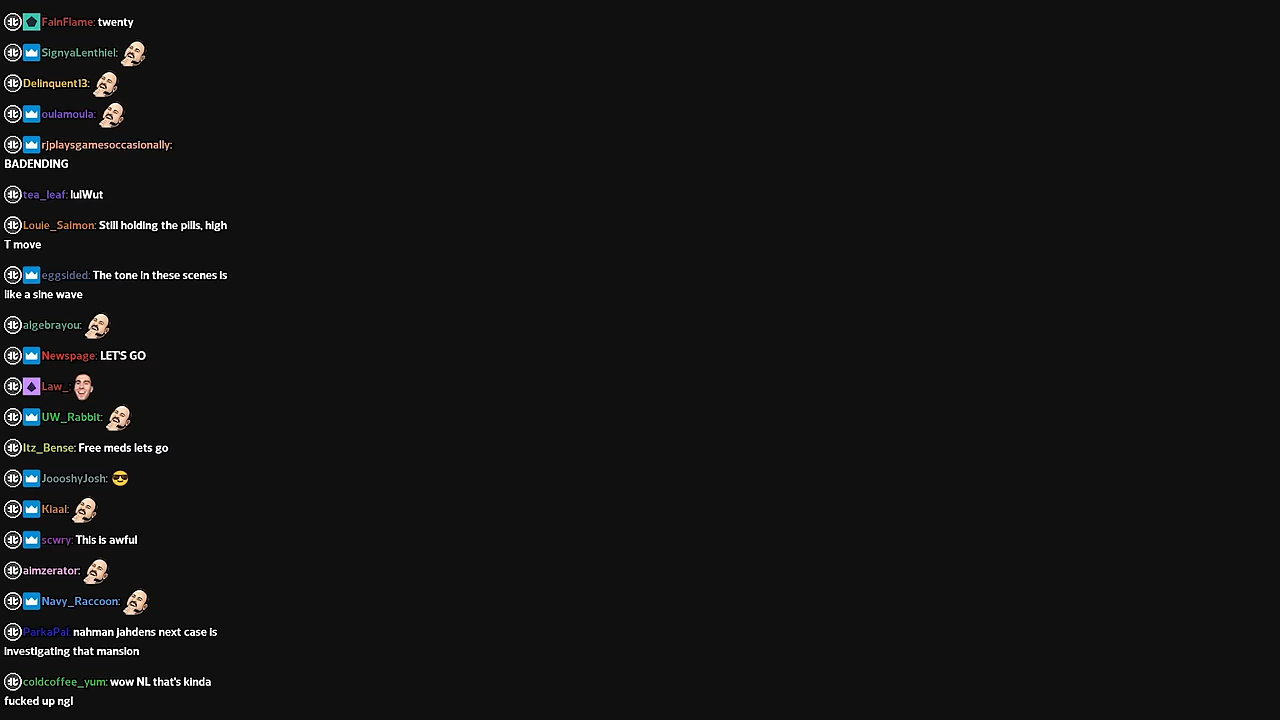 FainFlame: twenty
SignyaLenthiel:
Delinquent13:
oulamoula:
rjplaysgamesoccasionally:
BADENDING
tea_leaf: lulWut
Louie_Salmon: Still holding the pills, high
T move
eggsided: The tone in these scenes is
like a sine wave
algebrayou:
Newspage: LET'S GO
Law_:
UW_Rabbit:
Itz_Bense: Free meds lets go
JoooshyJosh: 😎
Klaal:
scwry: This is awful
aimzerator:
Navy_Raccoon:
ParkaPal: nahman jahdens next case is
investigating that mansion
coldcoffee_yum: wow NL that's kinda
fucked up ngl